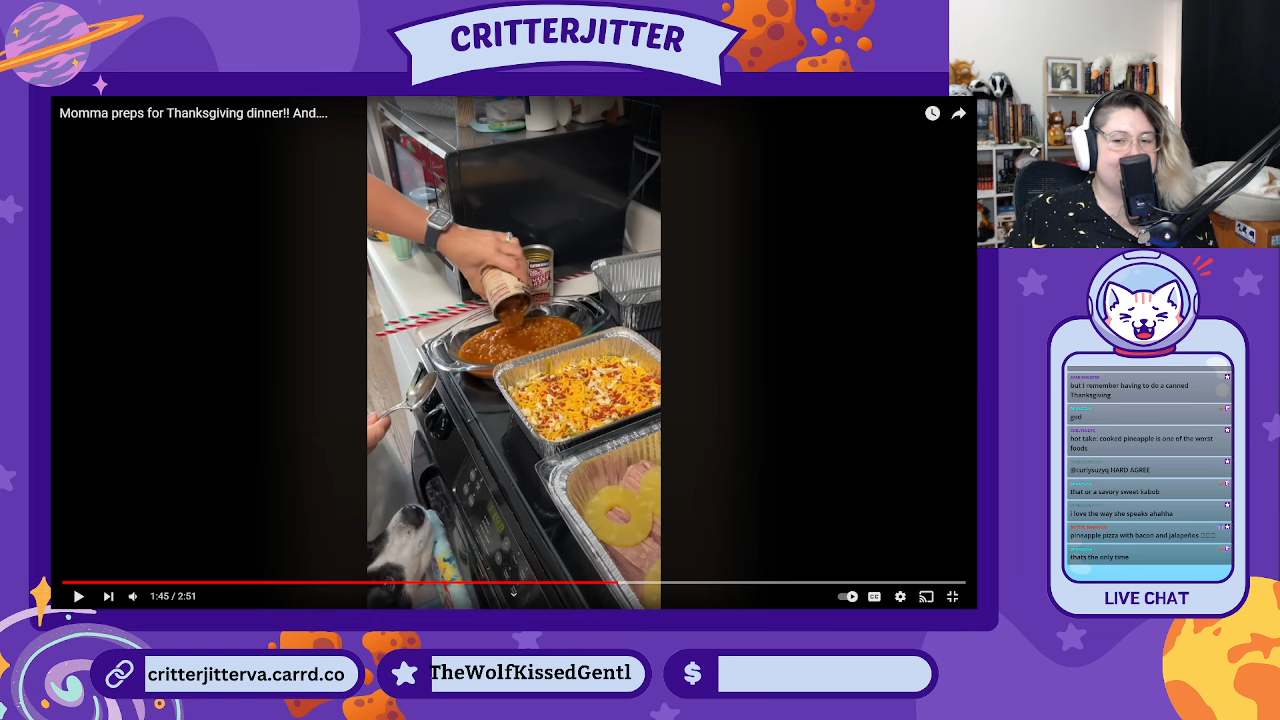 CRITTERJITTER
Momma preps for Thanksgiving dinner!! And....
but I remember having to do a canned
Thanksgiving
god
hot take: cooked pineapple is one of the worst
foods
@curlysuzyq HARD AGREE
that or a savory sweet kabob
i love the way she speaks ahahha
pineapple pizza with bacon and jalapeños
thats the only time
1:45 / 2:51
CC
LIVE CHAT
critterjitterva.carrd.co
TheWolfKissedGentl
$